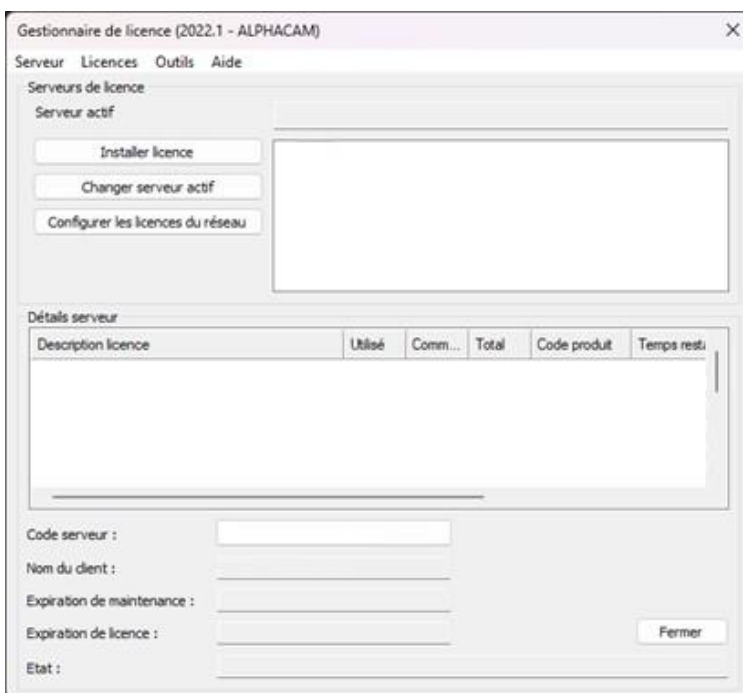 Gestionnaire de licence (2022.1 - ALPHACAM)
Serveur Licences Outils Aide
Serveurs de licence
Serveur actif
Installer licence
Changer serveur actif
Configurer les licences du réseau
Détails serveur
Description licence Utilisé Comm... Total Code produit Temps resta
Code serveur :
Nom du client :
Expiration de maintenance :
Expiration de licence :
Fermer
Etat :